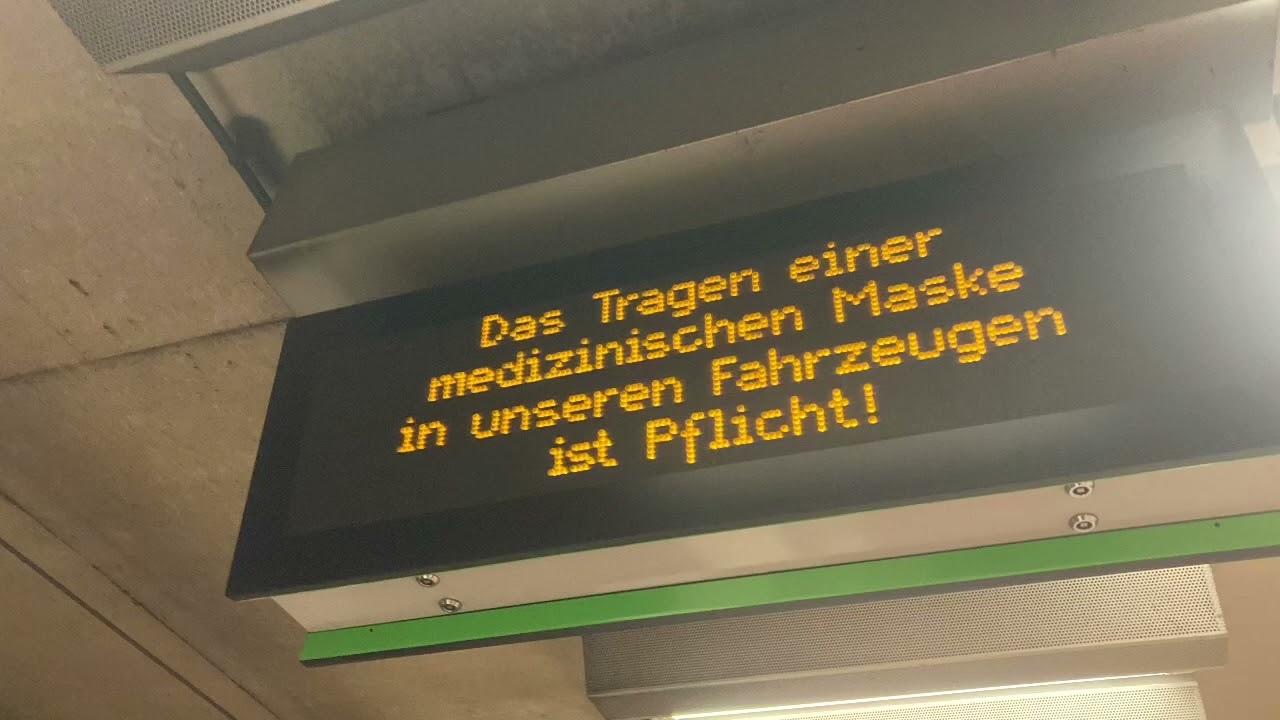 Das Tragen einer
medizinischen Maske
in unseren Fahrzeugen
ist Pflicht!